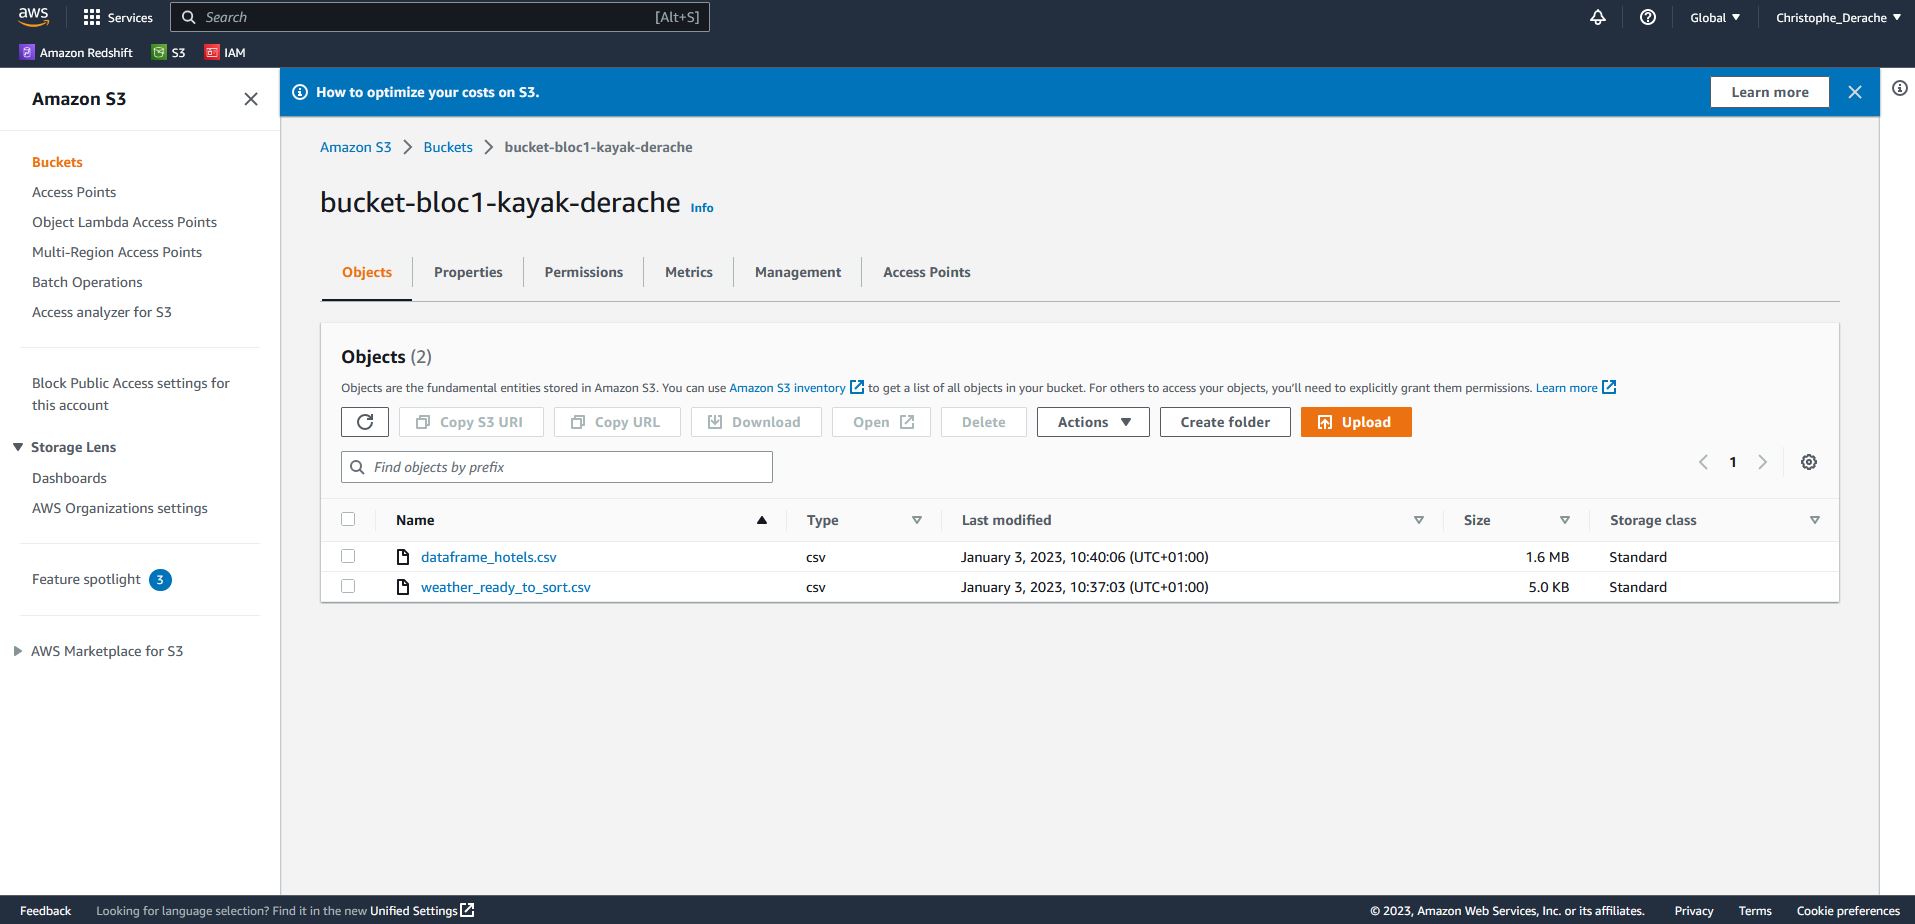 aws Services Search [Alt+S] Global Christophe_Derache
Amazon Redshift S3 IAM
Amazon S3
Buckets
Access Points
Object Lambda Access Points
Multi-Region Access Points
Batch Operations
Access analyzer for S3
Block Public Access settings for
this account
Storage Lens
Dashboards
AWS Organizations settings
Feature spotlight 3
AWS Marketplace for S3
How to optimize your costs on S3. Learn more
Amazon S3 Buckets bucket-bloc1-kayak-derache
bucket-bloc1-kayak-derache Info
Objects Properties Permissions Metrics Management Access Points
Objects (2)
Objects are the fundamental entities stored in Amazon S3. You can use Amazon S3 inventory to get a list of all objects in your bucket. For others to access your objects, you'll need to explicitly grant them permissions. Learn more
Copy S3 URI Copy URL Download Open Delete Actions Create folder Upload
Find objects by prefix 1
Name Type Last modified Size Storage class
dataframe_hotels.csv csv January 3, 2023, 10:40:06 (UTC+01:00) 1.6 MB Standard
weather_ready_to_sort.csv csv January 3, 2023, 10:37:03 (UTC+01:00) 5.0 KB Standard
Feedback Looking for language selection? Find it in the new Unified Settings © 2023, Amazon Web Services, Inc. or its affiliates. Privacy Terms Cookie preferences